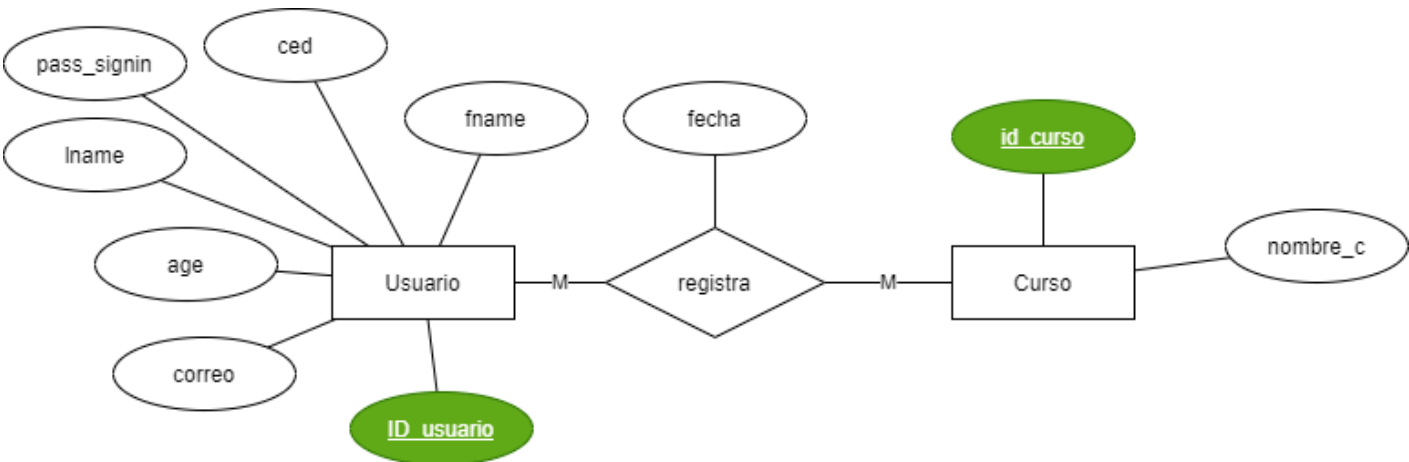 ced
pass_signin
fname
fecha
id_curso
lname
nombre_c
age
Usuario
M
registra
M
Curso
correo
ID_usuario